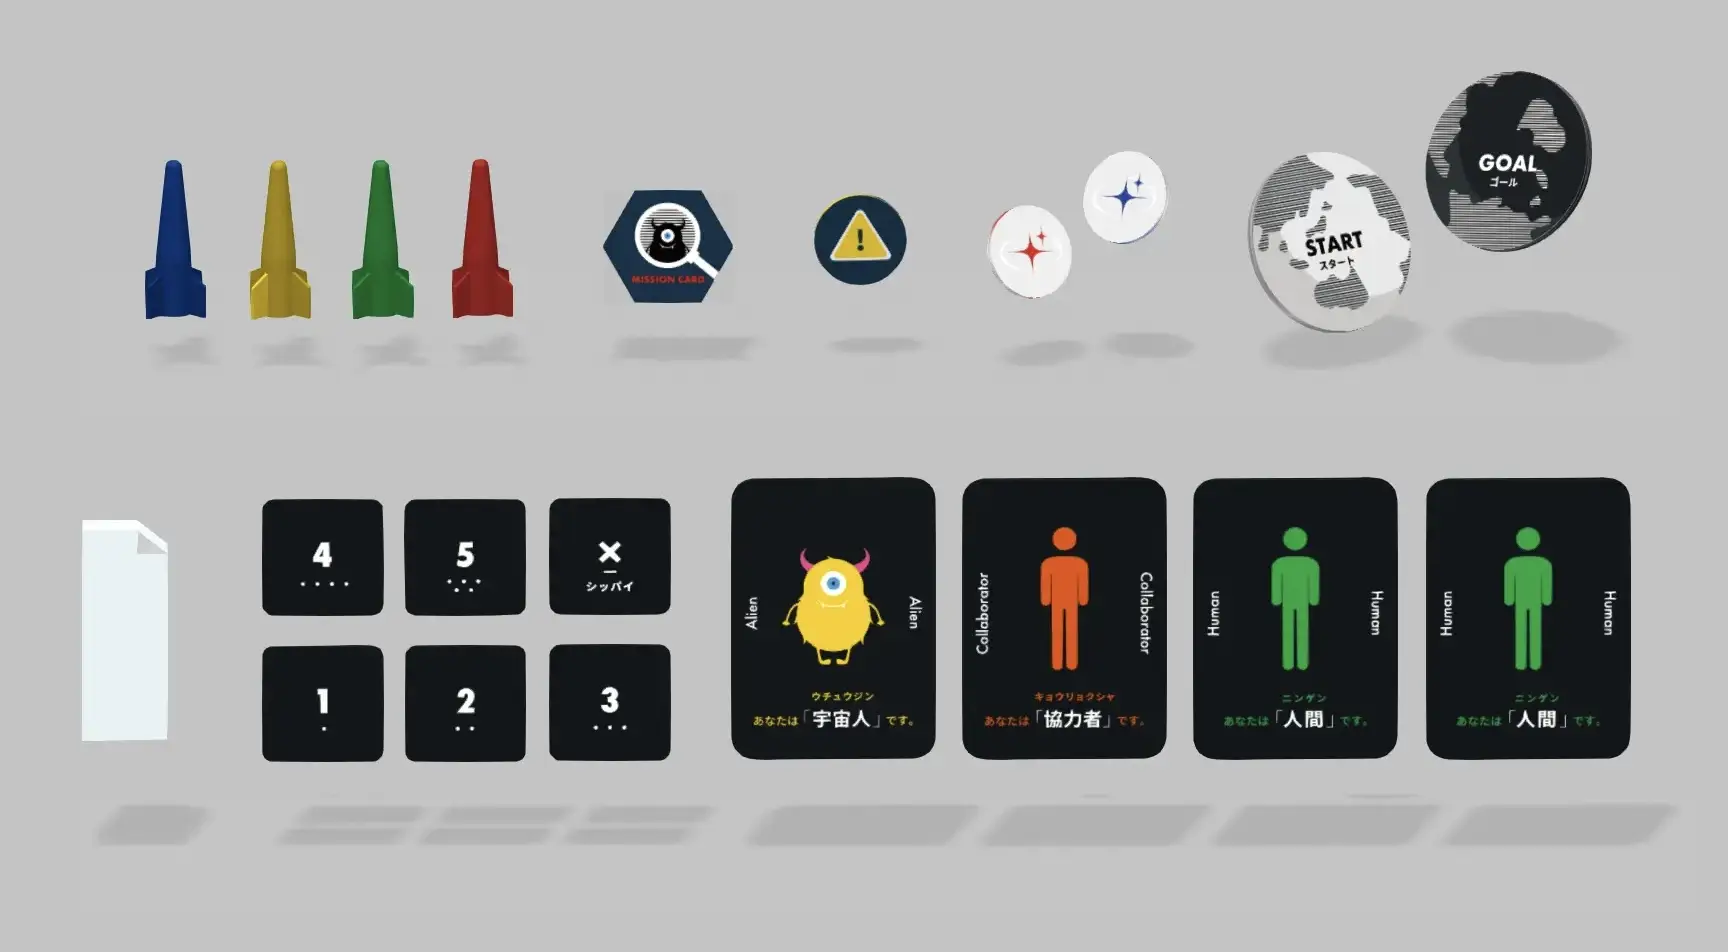 MISSION CARD
!
START
スタート
GOAL
ゴール
4
5
×
シッパイ
1
2
3
Alien
Alien
ウチュウジン
あなたは「宇宙人」です。
Collaborator
Collaborator
キョウリョクシャ
あなたは「協力者」です。
Human
Human
ニンゲン
あなたは「人間」です。
Human
Human
ニンゲン
あなたは「人間」です。